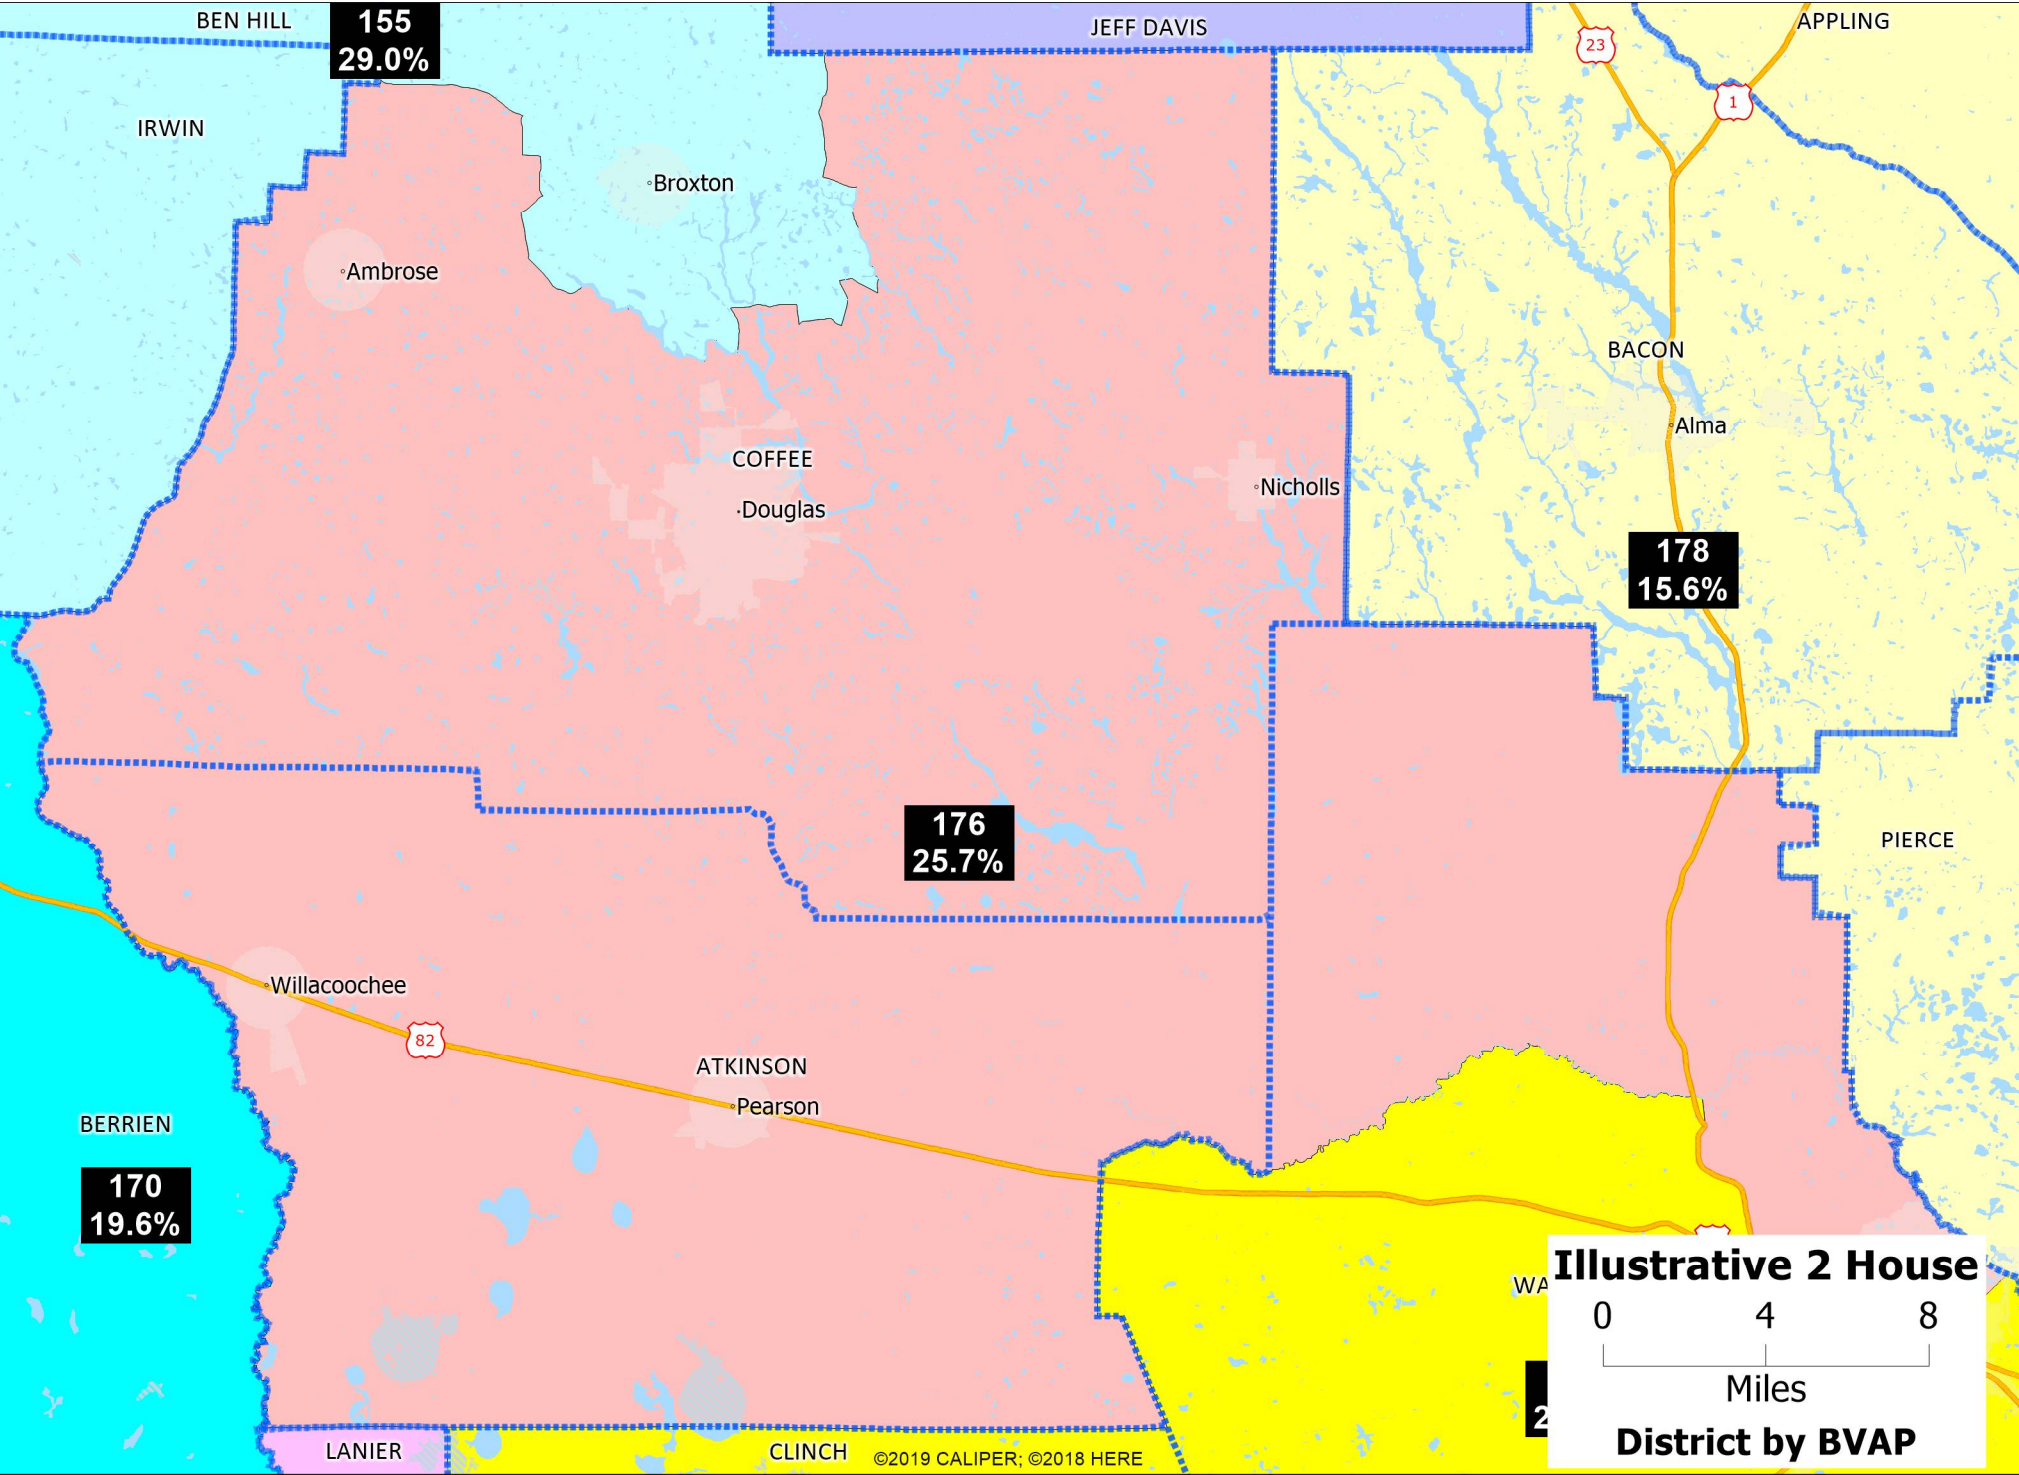 BEN HILL
155
29.0%
JEFF DAVIS
23
APPLING
1
IRWIN
Broxton
Ambrose
BACON
Alma
COFFEE
Nicholls
Douglas
178
15.6%
176
25.7%
PIERCE
Willacoochee
82
ATKINSON
Pearson
BERRIEN
170
19.6%
WA
2
Illustrative 2 House
0 4 8
Miles
District by BVAP
LANIER
CLINCH
©2019 CALIPER; ©2018 HERE